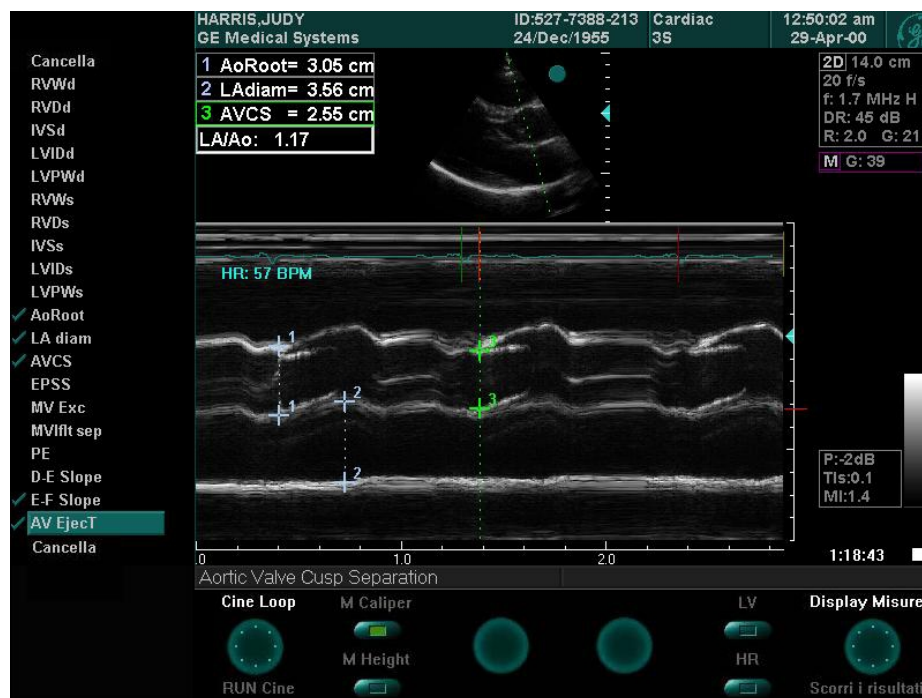 HARRIS,JUDY ID:527-7388-213 Cardiac 12:50:02 am
GE Medical Systems 24/Dec/1955 3S 29-Apr-00
1 AoRoot= 3.05 cm
2 LAdiam= 3.56 cm
3 AVCS = 2.55 cm
LA/Ao: 1.17
2D 14.0 cm
20 f/s
f: 1.7 MHz H
DR: 45 dB
R: 2.0 G: 21
M G: 39
Cancella
RVWd
RVDd
IVSd
LVIDd
LVPWd
RVWs
RVDs
IVSs
LVIDs
LVPWs
AoRoot
LA diam
AVCS
EPSS
MV Exc
MVIflt sep
PE
D-E Slope
E-F Slope
AV EjecT
Cancella
HR: 57 BPM
1
3
2
1
3
2
P:-2dB
TIs:0.1
MI:1.4
.0 1.0 2.0
1:18:43
Aortic Valve Cusp Separation
Cine Loop M Caliper LV Display Misure
M Height HR
RUN Cine Scorri i risultati